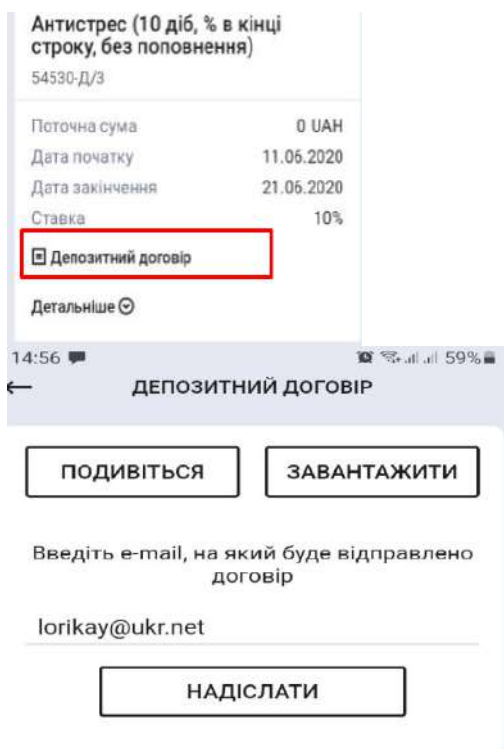 Антистрес (10 діб, % в кінці
строку, без поповнення)
54530-Д/3
Поточна сума 0 UAH
Дата початку 11.06.2020
Дата закінчення 21.06.2020
Ставка 10%
Депозитний договір
Детальніше
14:56 59%
ДЕПОЗИТНИЙ ДОГОВІР
ПОДИВІТЬСЯ ЗАВАНТАЖИТИ
Введіть e-mail, на який буде відправлено
договір
lorikay@ukr.net
НАДІСЛАТИ